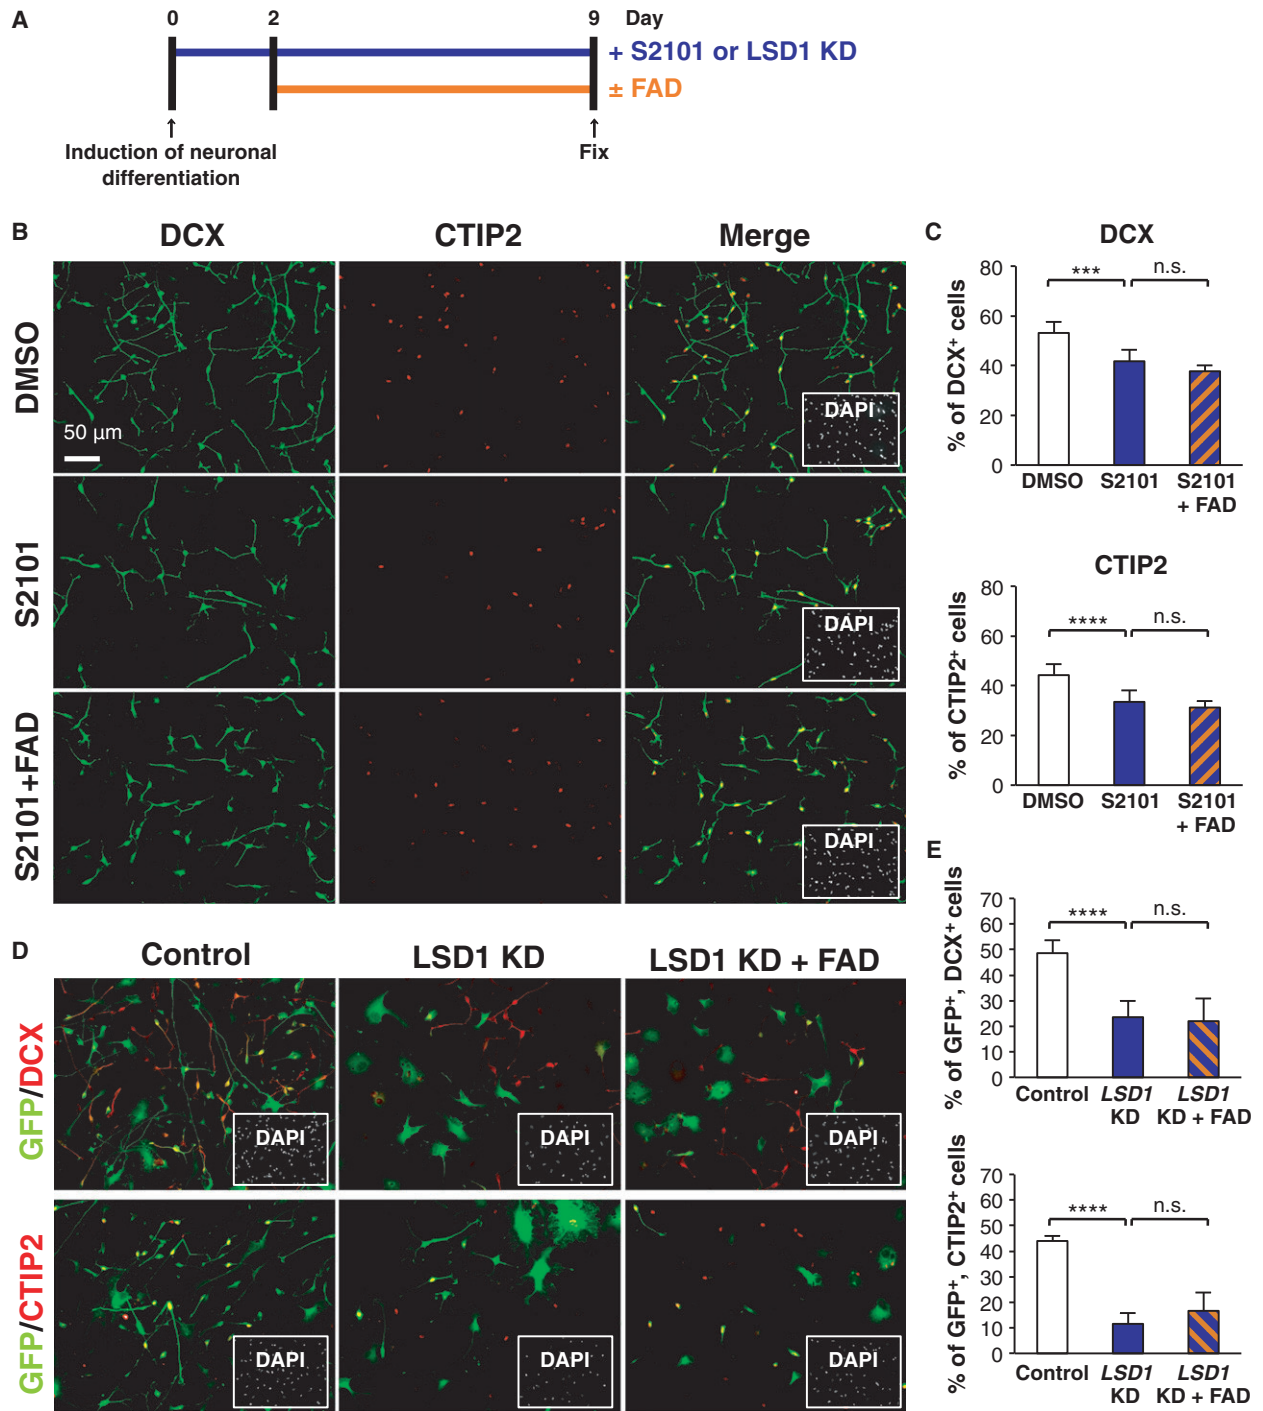 A
0 2 9 Day
+ S2101 or LSD1 KD
± FAD
Induction of neuronal
differentiation
Fix
B
DCX CTIP2 Merge
DMSO
50 µm
DAPI
S2101
DAPI
S2101+FAD
DAPI
C
DCX
% of DCX⁺ cells
80
60
40
20
0
*** n.s.
DMSO S2101 S2101
+ FAD
CTIP2
% of CTIP2⁺ cells
80
60
40
20
0
**** n.s.
DMSO S2101 S2101
+ FAD
D
Control LSD1 KD LSD1 KD + FAD
GFP/DCX
DAPI DAPI DAPI
GFP/CTIP2
DAPI DAPI DAPI
E
% of GFP⁺, DCX⁺ cells
70
60
50
40
30
20
10
0
**** n.s.
Control LSD1 LSD1
KD KD + FAD
% of GFP⁺, CTIP2⁺ cells
70
60
50
40
30
20
10
0
**** n.s.
Control LSD1 LSD1
KD KD + FAD